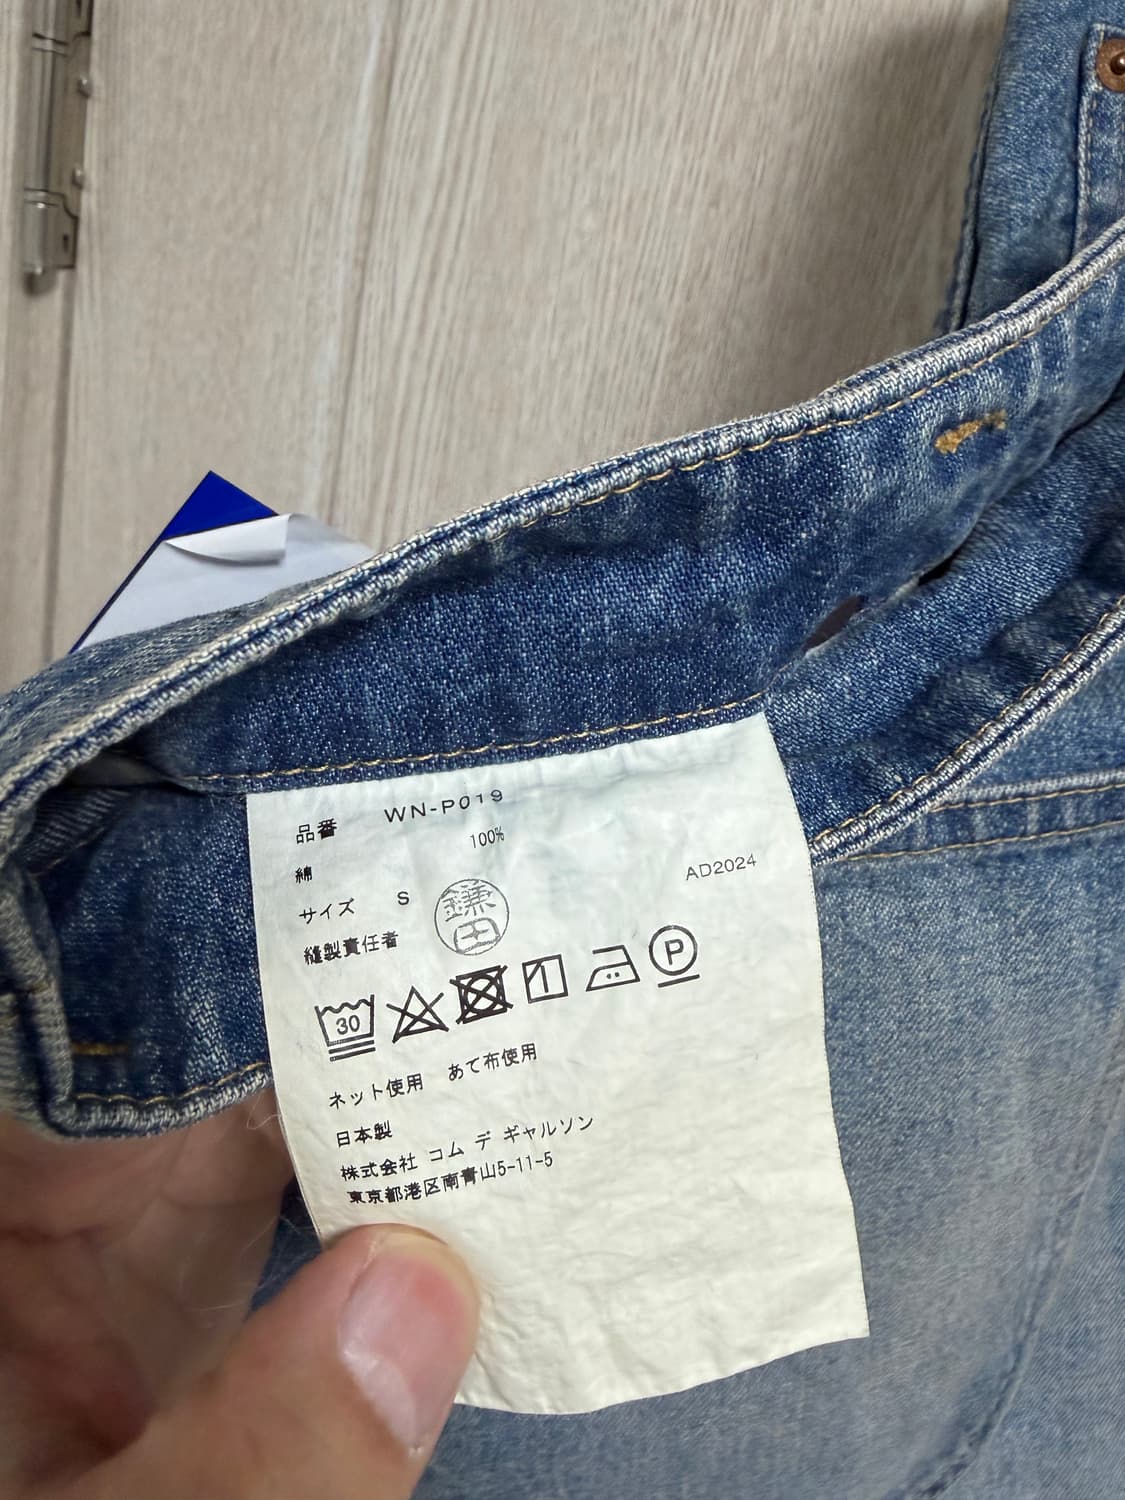 品番 WN-P019
綿 100%
サイズ S AD2024
縫製責任者 鎌田
30 P
ネット使用 あて布使用
日本製
株式会社 コム デ ギャルソン
東京都港区南青山5-11-5